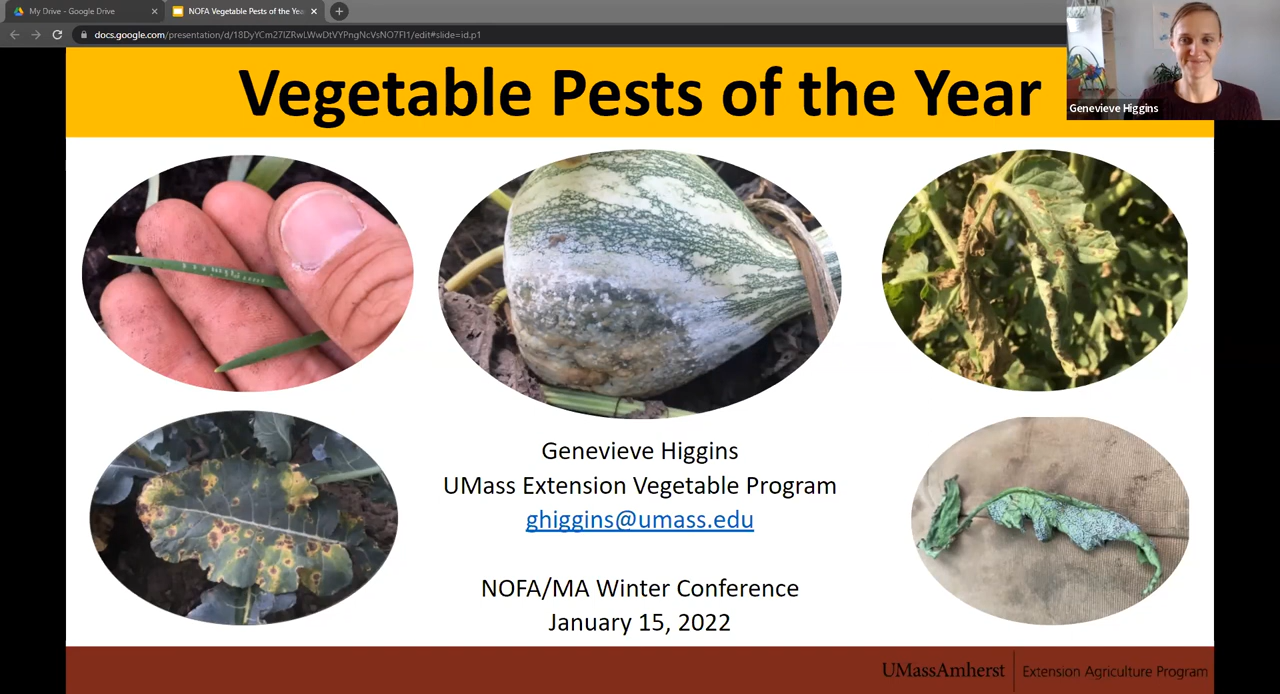 My Drive - Google Drive
NOFA Vegetable Pests of the Yea
docs.google.com/presentation/d/18DyYCm27IZRwLWwDtVYPngNcVsNO7FI1/edit#slide=id.p1
Vegetable Pests of the Year
Genevieve Higgins
Genevieve Higgins
UMass Extension Vegetable Program
ghiggins@umass.edu
NOFA/MA Winter Conference
January 15, 2022
UMassAmherst Extension Agriculture Program